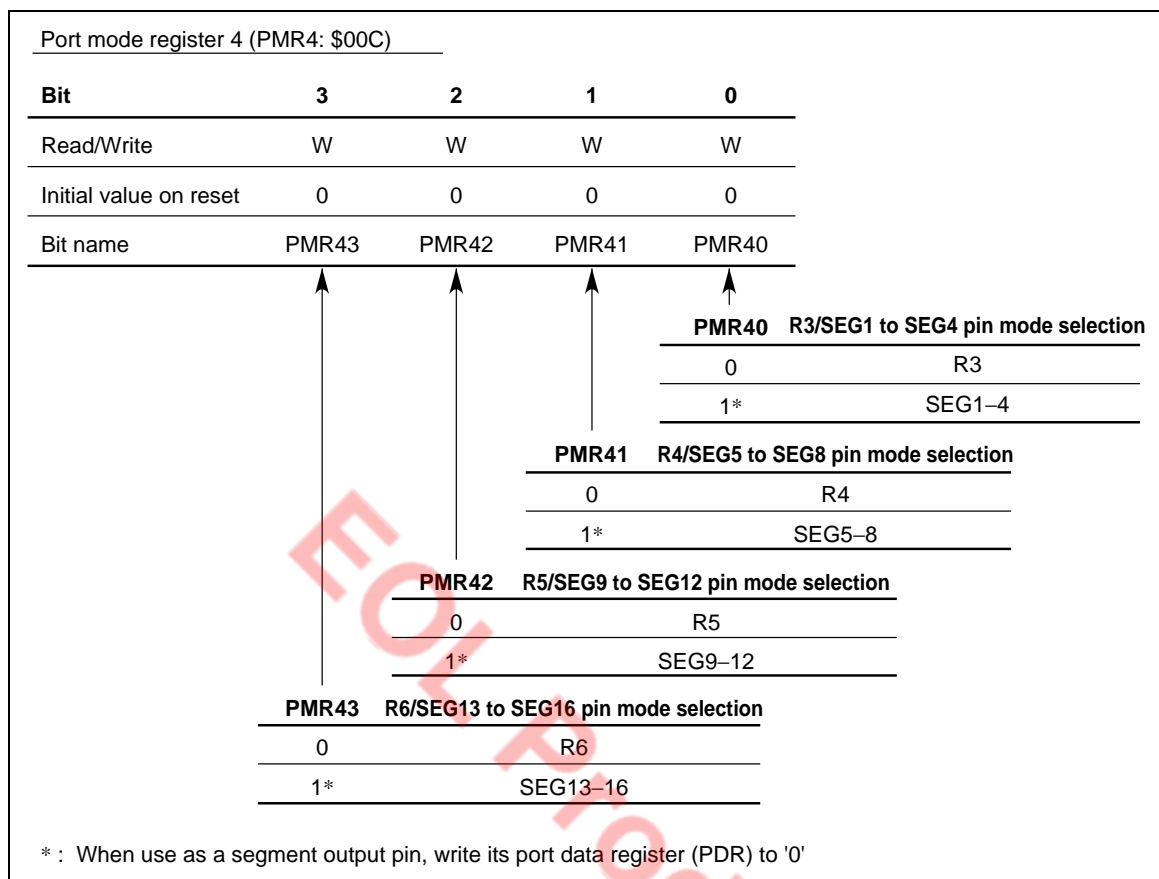 Port mode register 4 (PMR4: $00C)
Bit 3 2 1 0
Read/Write W W W W
Initial value on reset 0 0 0 0
Bit name PMR43 PMR42 PMR41 PMR40
PMR40 R3/SEG1 to SEG4 pin mode selection
0 R3
1* SEG1−4
PMR41 R4/SEG5 to SEG8 pin mode selection
0 R4
1* SEG5−8
PMR42 R5/SEG9 to SEG12 pin mode selection
0 R5
1* SEG9−12
PMR43 R6/SEG13 to SEG16 pin mode selection
0 R6
1* SEG13−16
* : When use as a segment output pin, write its port data register (PDR) to '0'
EOL